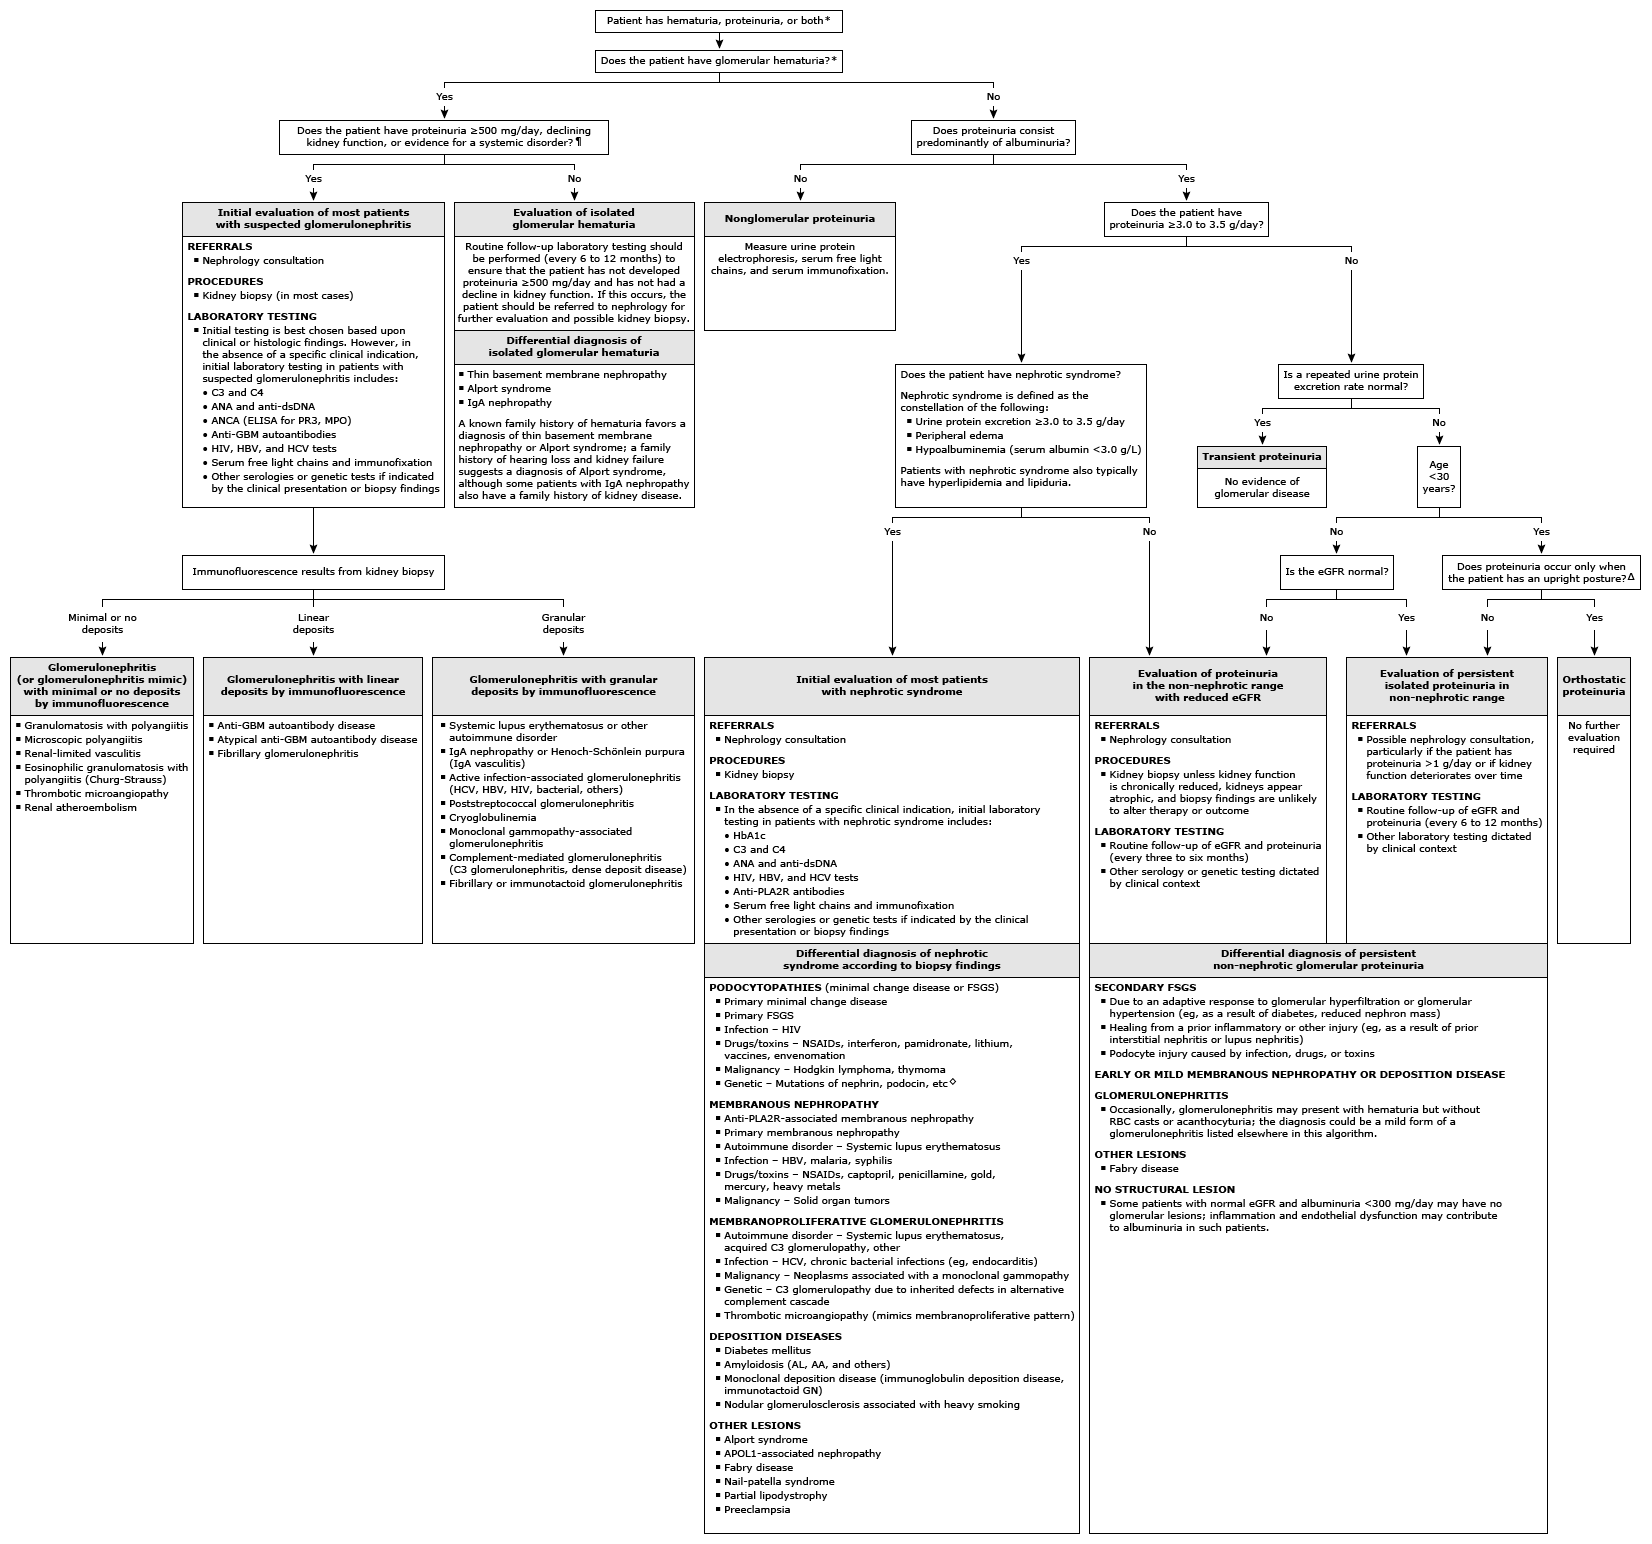 Patient has hematuria, proteinuria, or both*
Does the patient have glomerular hematuria?*
Yes
No
Does the patient have proteinuria ≥500 mg/day, declining
kidney function, or evidence for a systemic disorder?¶
Does proteinuria consist
predominantly of albuminuria?
Yes
No
No
Yes
Initial evaluation of most patients
with suspected glomerulonephritis
REFERRALS
▪ Nephrology consultation
PROCEDURES
▪ Kidney biopsy (in most cases)
LABORATORY TESTING
▪ Initial testing is best chosen based upon
clinical or histologic findings. However, in
the absence of a specific clinical indication,
initial laboratory testing in patients with
suspected glomerulonephritis includes:
• C3 and C4
• ANA and anti-dsDNA
• ANCA (ELISA for PR3, MPO)
• Anti-GBM autoantibodies
• HIV, HBV, and HCV tests
• Serum free light chains and immunofixation
• Other serologies or genetic tests if indicated
by the clinical presentation or biopsy findings
Evaluation of isolated
glomerular hematuria
Routine follow-up laboratory testing should
be performed (every 6 to 12 months) to
ensure that the patient has not developed
proteinuria ≥500 mg/day and has not had a
decline in kidney function. If this occurs, the
patient should be referred to nephrology for
further evaluation and possible kidney biopsy.
Differential diagnosis of
isolated glomerular hematuria
▪ Thin basement membrane nephropathy
▪ Alport syndrome
▪ IgA nephropathy
A known family history of hematuria favors a
diagnosis of thin basement membrane
nephropathy or Alport syndrome; a family
history of hearing loss and kidney failure
suggests a diagnosis of Alport syndrome,
although some patients with IgA nephropathy
also have a family history of kidney disease.
Nonglomerular proteinuria
Measure urine protein
electrophoresis, serum free light
chains, and serum immunofixation.
Does the patient have
proteinuria ≥3.0 to 3.5 g/day?
Yes
No
Does the patient have nephrotic syndrome?
Nephrotic syndrome is defined as the
constellation of the following:
▪ Urine protein excretion ≥3.0 to 3.5 g/day
▪ Peripheral edema
▪ Hypoalbuminemia (serum albumin <3.0 g/L)
Patients with nephrotic syndrome also typically
have hyperlipidemia and lipiduria.
Is a repeated urine protein
excretion rate normal?
Yes
No
Transient proteinuria
No evidence of
glomerular disease
Age
<30
years?
Yes
No
No
Yes
Is the eGFR normal?
Does proteinuria occur only when
the patient has an upright posture?Δ
No
Yes
No
Yes
Immunofluorescence results from kidney biopsy
Minimal or no
deposits
Linear
deposits
Granular
deposits
Glomerulonephritis
(or glomerulonephritis mimic)
with minimal or no deposits
by immunofluorescence
▪ Granulomatosis with polyangiitis
▪ Microscopic polyangiitis
▪ Renal-limited vasculitis
▪ Eosinophilic granulomatosis with
polyangiitis (Churg-Strauss)
▪ Thrombotic microangiopathy
▪ Renal atheroembolism
Glomerulonephritis with linear
deposits by immunofluorescence
▪ Anti-GBM autoantibody disease
▪ Atypical anti-GBM autoantibody disease
▪ Fibrillary glomerulonephritis
Glomerulonephritis with granular
deposits by immunofluorescence
▪ Systemic lupus erythematosus or other
autoimmune disorder
▪ IgA nephropathy or Henoch-Schönlein purpura
(IgA vasculitis)
▪ Active infection-associated glomerulonephritis
(HCV, HBV, HIV, bacterial, others)
▪ Poststreptococcal glomerulonephritis
▪ Cryoglobulinemia
▪ Monoclonal gammopathy-associated
glomerulonephritis
▪ Complement-mediated glomerulonephritis
(C3 glomerulonephritis, dense deposit disease)
▪ Fibrillary or immunotactoid glomerulonephritis
Initial evaluation of most patients
with nephrotic syndrome
REFERRALS
▪ Nephrology consultation
PROCEDURES
▪ Kidney biopsy
LABORATORY TESTING
▪ In the absence of a specific clinical indication, initial laboratory
testing in patients with nephrotic syndrome includes:
• HbA1c
• C3 and C4
• ANA and anti-dsDNA
• HIV, HBV, and HCV tests
• Anti-PLA2R antibodies
• Serum free light chains and immunofixation
• Other serologies or genetic tests if indicated by the clinical
presentation or biopsy findings
Differential diagnosis of nephrotic
syndrome according to biopsy findings
PODOCYTOPATHIES (minimal change disease or FSGS)
▪ Primary minimal change disease
▪ Primary FSGS
▪ Infection – HIV
▪ Drugs/toxins – NSAIDs, interferon, pamidronate, lithium,
vaccines, envenomation
▪ Malignancy – Hodgkin lymphoma, thymoma
▪ Genetic – Mutations of nephrin, podocin, etc◇
MEMBRANOUS NEPHROPATHY
▪ Anti-PLA2R-associated membranous nephropathy
▪ Primary membranous nephropathy
▪ Autoimmune disorder – Systemic lupus erythematosus
▪ Infection – HBV, malaria, syphilis
▪ Drugs/toxins – NSAIDs, captopril, penicillamine, gold,
mercury, heavy metals
▪ Malignancy – Solid organ tumors
MEMBRANOPROLIFERATIVE GLOMERULONEPHRITIS
▪ Autoimmune disorder – Systemic lupus erythematosus,
acquired C3 glomerulopathy, other
▪ Infection – HCV, chronic bacterial infections (eg, endocarditis)
▪ Malignancy – Neoplasms associated with a monoclonal gammopathy
▪ Genetic – C3 glomerulopathy due to inherited defects in alternative
complement cascade
▪ Thrombotic microangiopathy (mimics membranoproliferative pattern)
DEPOSITION DISEASES
▪ Diabetes mellitus
▪ Amyloidosis (AL, AA, and others)
▪ Monoclonal deposition disease (immunoglobulin deposition disease,
immunotactoid GN)
▪ Nodular glomerulosclerosis associated with heavy smoking
OTHER LESIONS
▪ Alport syndrome
▪ APOL1-associated nephropathy
▪ Fabry disease
▪ Nail-patella syndrome
▪ Partial lipodystrophy
▪ Preeclampsia
Evaluation of proteinuria
in the non-nephrotic range
with reduced eGFR
REFERRALS
▪ Nephrology consultation
PROCEDURES
▪ Kidney biopsy unless kidney function
is chronically reduced, kidneys appear
atrophic, and biopsy findings are unlikely
to alter therapy or outcome
LABORATORY TESTING
▪ Routine follow-up of eGFR and proteinuria
(every three to six months)
▪ Other serology or genetic testing dictated
by clinical context
Evaluation of persistent
isolated proteinuria in
non-nephrotic range
REFERRALS
▪ Possible nephrology consultation,
particularly if the patient has
proteinuria >1 g/day or if kidney
function deteriorates over time
LABORATORY TESTING
▪ Routine follow-up of eGFR and
proteinuria (every 6 to 12 months)
▪ Other laboratory testing dictated
by clinical context
Orthostatic
proteinuria
No further
evaluation
required
Differential diagnosis of persistent
non-nephrotic glomerular proteinuria
SECONDARY FSGS
▪ Due to an adaptive response to glomerular hyperfiltration or glomerular
hypertension (eg, as a result of diabetes, reduced nephron mass)
▪ Healing from a prior inflammatory or other injury (eg, as a result of prior
interstitial nephritis or lupus nephritis)
▪ Podocyte injury caused by infection, drugs, or toxins
EARLY OR MILD MEMBRANOUS NEPHROPATHY OR DEPOSITION DISEASE
GLOMERULONEPHRITIS
▪ Occasionally, glomerulonephritis may present with hematuria but without
RBC casts or acanthocyturia; the diagnosis could be a mild form of a
glomerulonephritis listed elsewhere in this algorithm.
OTHER LESIONS
▪ Fabry disease
NO STRUCTURAL LESION
▪ Some patients with normal eGFR and albuminuria <300 mg/day may have no
glomerular lesions; inflammation and endothelial dysfunction may contribute
to albuminuria in such patients.